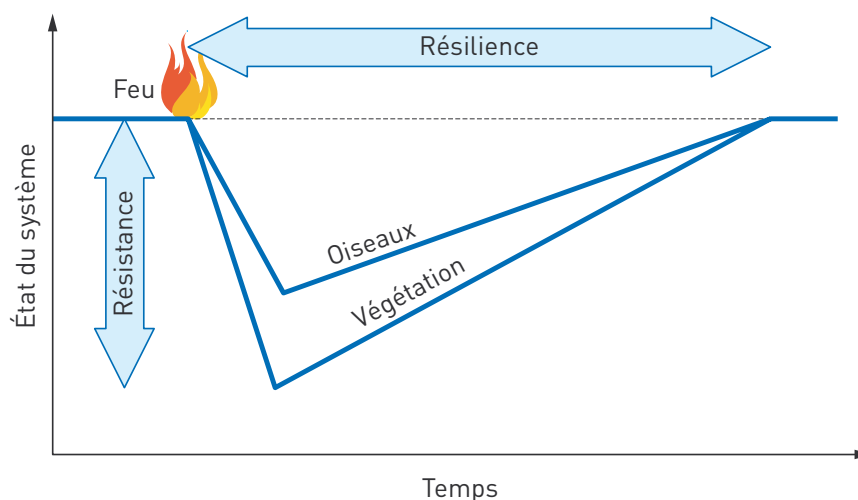 Résilience
Feu
État du système
Résistance
Oiseaux
Végétation
Temps